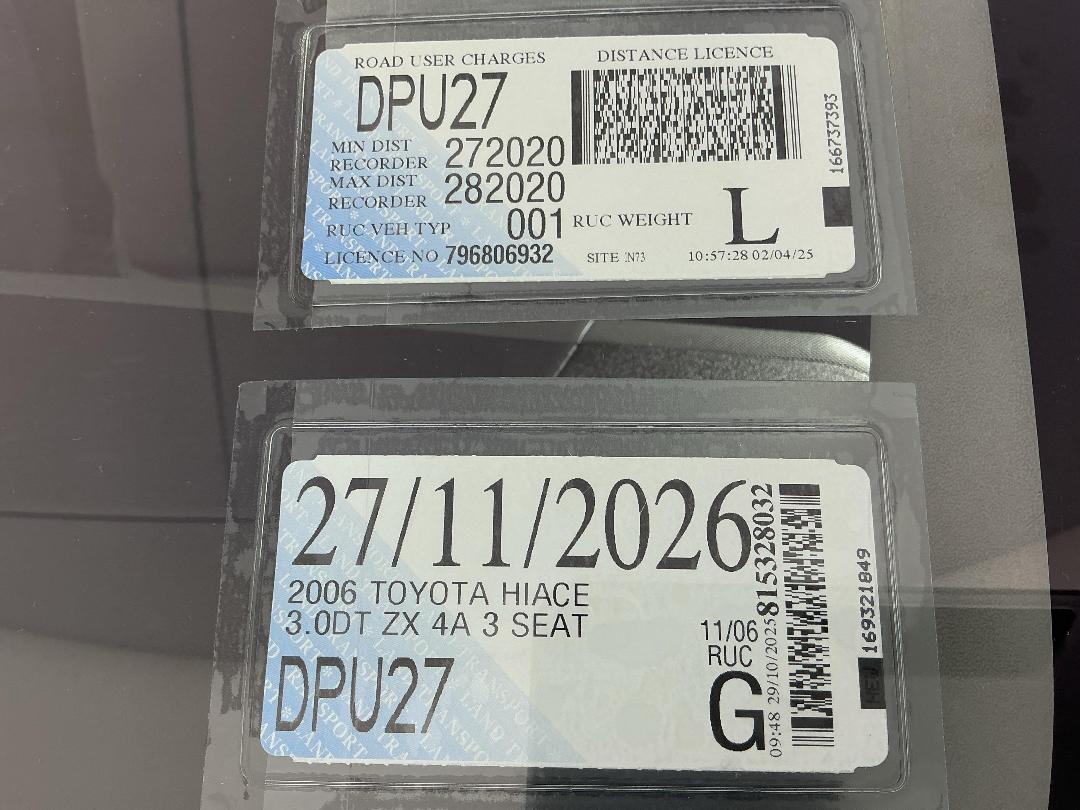 ROAD USER CHARGES
DISTANCE LICENCE
DPU27
MIN DIST
RECORDER 272020
MAX DIST
RECORDER 282020
RUC VEH TYP 001
RUC WEIGHT L
LICENCE NO 796806932
SITE IN73 10:57:28 02/04/25
166737393
27/11/2026
2006 TOYOTA HIACE
3.0DT ZX 4A 3 SEAT
DPU27
11/06
RUC
G
09:48 29/10/2025 815328032
169321849
NEW